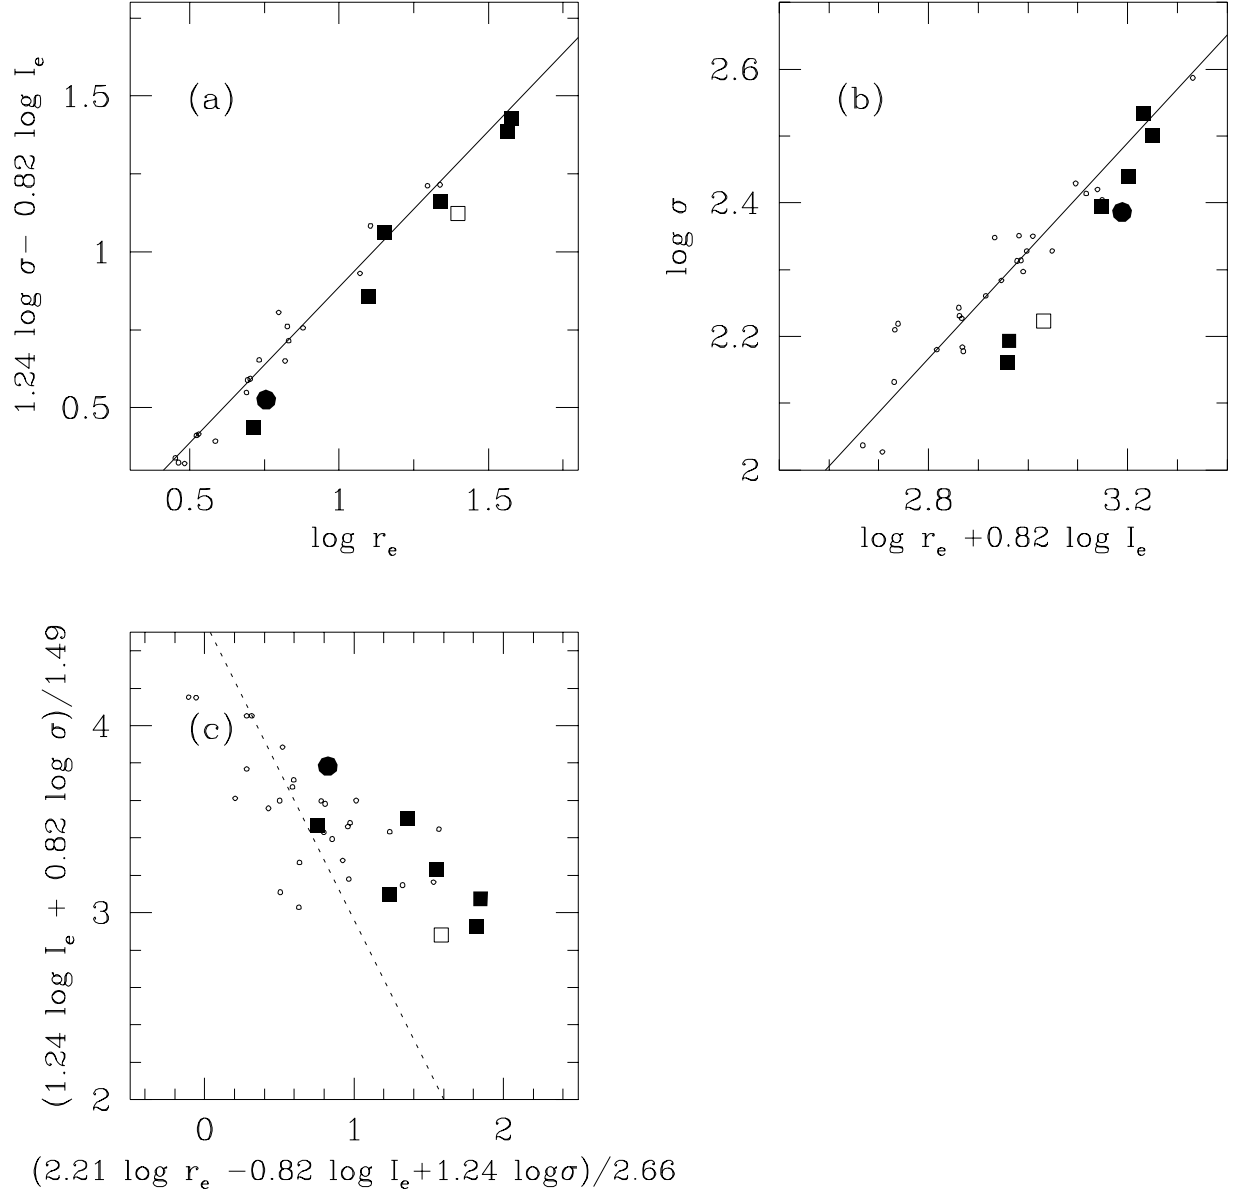 1.24 log σ− 0.82 log I_e
(a)
1.5
1
0.5
0.5 1 1.5
log r_e
log σ
(b)
2.6
2.4
2.2
2
2.8 3.2
log r_e +0.82 log I_e
(1.24 log I_e + 0.82 log σ)/1.49
(c)
4
3
2
0 1 2
(2.21 log r_e −0.82 log I_e+1.24 logσ)/2.66